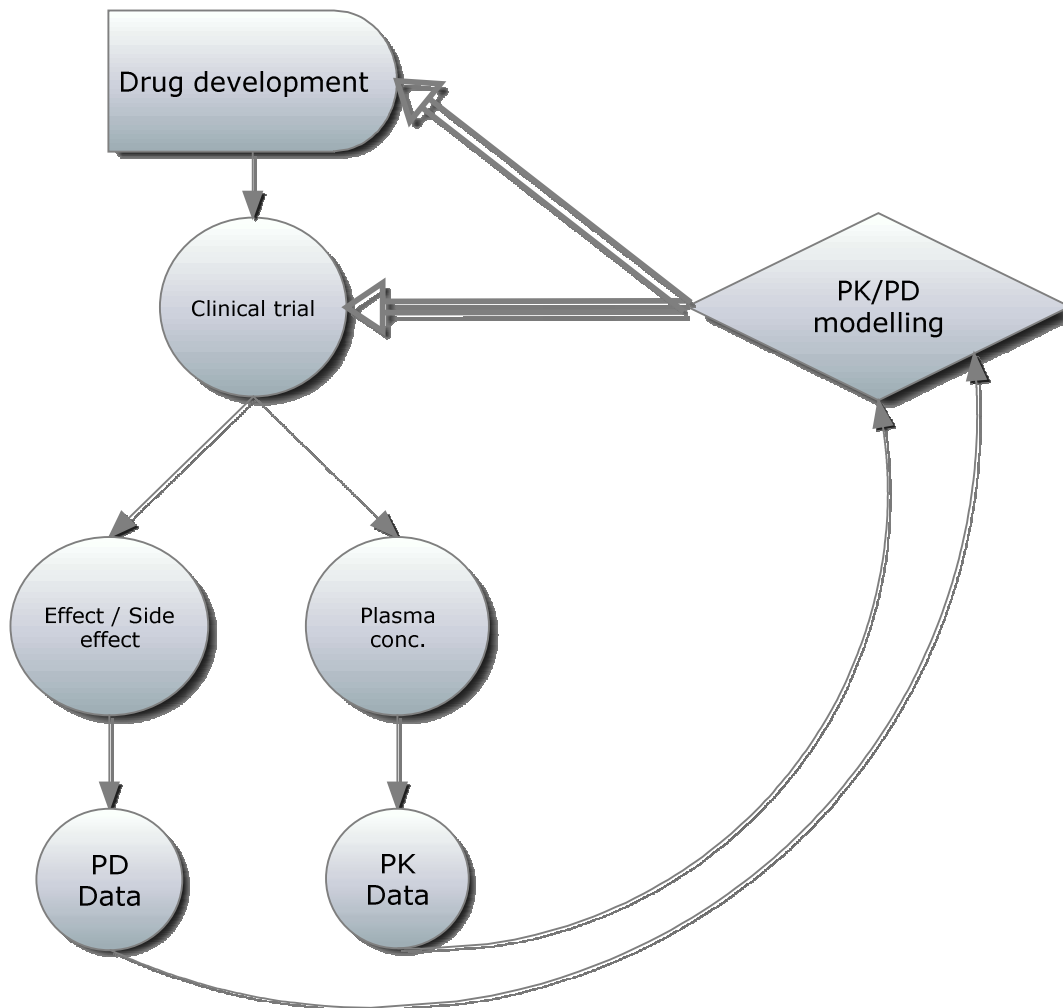 Drug development
Clinical trial
PK/PD
modelling
Effect / Side
effect
Plasma
conc.
PD
Data
PK
Data